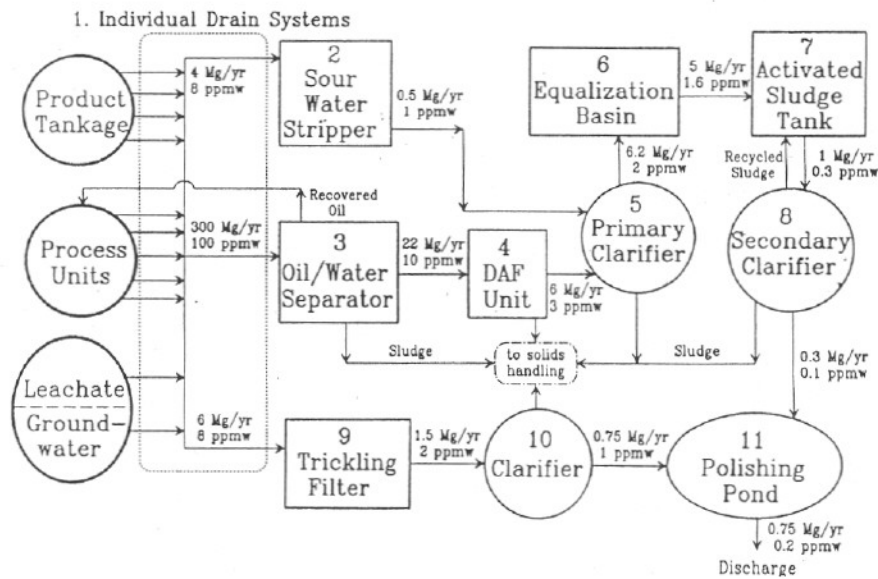 1. Individual Drain Systems
Product
Tankage
4 Mg/yr
8 ppmw
2
Sour
Water
Stripper
0.5 Mg/yr
1 ppmw
6
Equalization
Basin
5 Mg/yr
1.6 ppmw
7
Activated
Sludge
Tank
6.2 Mg/yr
2 ppmw
Recycled
Sludge
1 Mg/yr
0.3 ppmw
Recovered
Oil
Process
Units
300 Mg/yr
100 ppmw
3
Oil/Water
Separator
22 Mg/yr
10 ppmw
4
DAF
Unit
6 Mg/yr
3 ppmw
5
Primary
Clarifier
8
Secondary
Clarifier
Sludge
to solids
handling
Sludge
0.3 Mg/yr
0.1 ppmw
Leachate
Ground-
water
6 Mg/yr
8 ppmw
9
Trickling
Filter
1.5 Mg/yr
2 ppmw
10
Clarifier
0.75 Mg/yr
1 ppmw
11
Polishing
Pond
0.75 Mg/yr
0.2 ppmw
Discharge